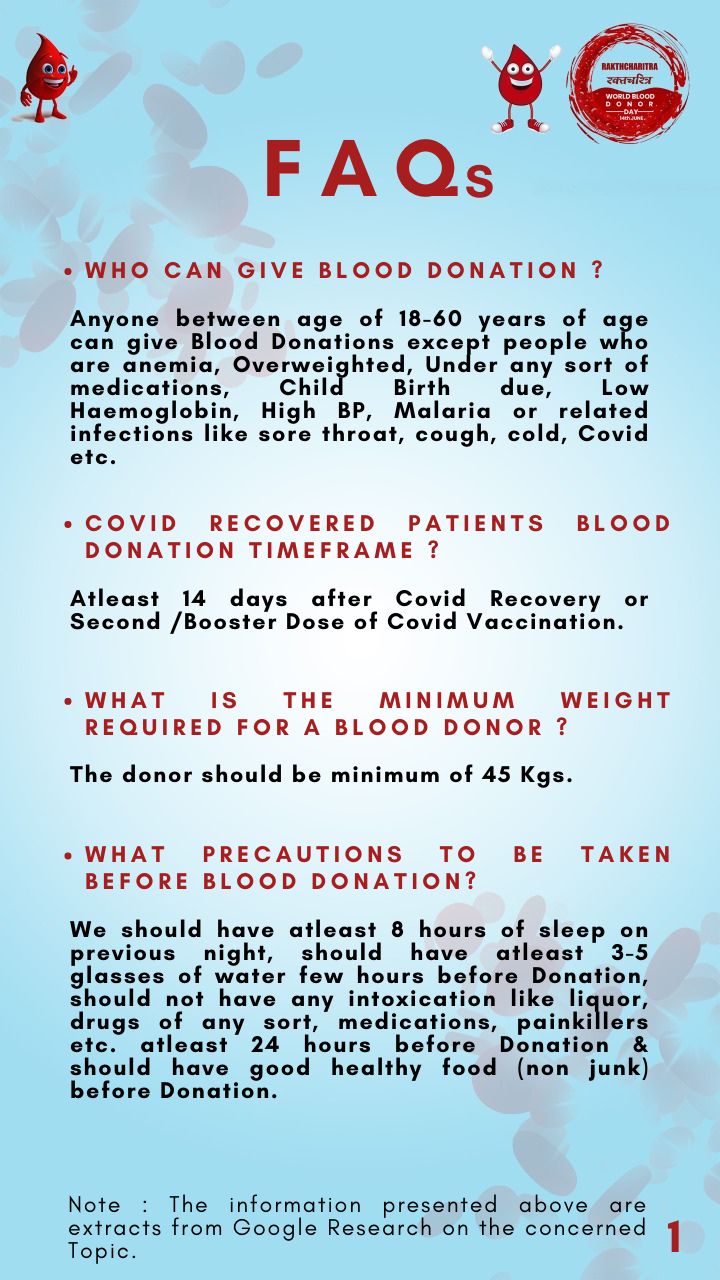 RAKTHCHARITRA
रक्तचरित्र
WORLD BLOOD
DONOR
DAY
14th JUNE
FAQs
• WHO CAN GIVE BLOOD DONATION ?
Anyone between age of 18-60 years of age
can give Blood Donations except people who
are anemia, Overweighted, Under any sort of
medications, Child Birth due, Low
Haemoglobin, High BP, Malaria or related
infections like sore throat, cough, cold, Covid
etc.
• COVID RECOVERED PATIENTS BLOOD
DONATION TIMEFRAME ?
Atleast 14 days after Covid Recovery or
Second /Booster Dose of Covid Vaccination.
• WHAT IS THE MINIMUM WEIGHT
REQUIRED FOR A BLOOD DONOR ?
The donor should be minimum of 45 Kgs.
• WHAT PRECAUTIONS TO BE TAKEN
BEFORE BLOOD DONATION?
We should have atleast 8 hours of sleep on
previous night, should have atleast 3-5
glasses of water few hours before Donation,
should not have any intoxication like liquor,
drugs of any sort, medications, painkillers
etc. atleast 24 hours before Donation &
should have good healthy food (non junk)
before Donation.
Note : The information presented above are
extracts from Google Research on the concerned
Topic.
1